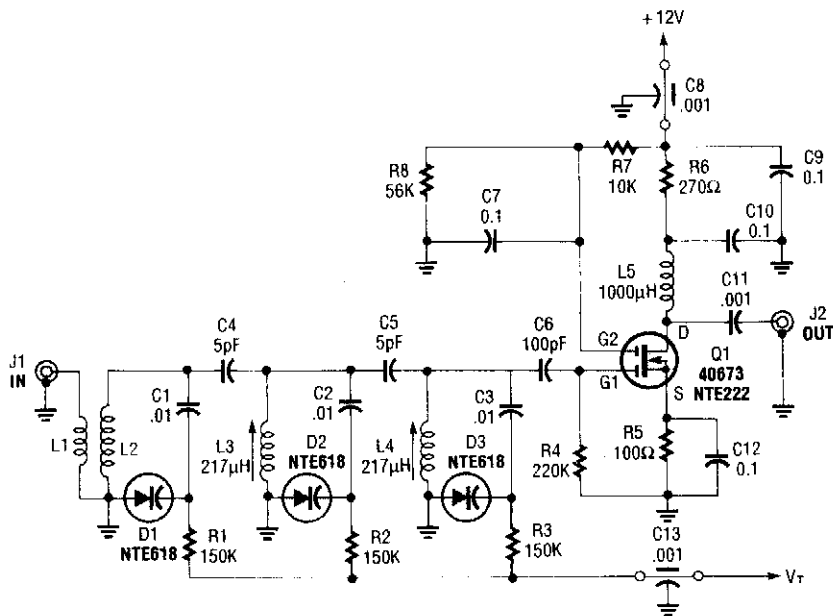 +12V
C8
.001
R8
56K
R7
10K
R6
270Ω
C9
0.1
C7
0.1
C10
0.1
L5
1000µH
C11
.001
J2
OUT
D
G2
G1
S
Q1
40673
NTE222
J1
IN
C4
5pF
C5
5pF
C6
100pF
C1
.01
C2
.01
C3
.01
L1
L2
L3
217µH
D2
NTE618
L4
217µH
D3
NTE618
R4
220K
R5
100Ω
C12
0.1
D1
NTE618
R1
150K
R2
150K
R3
150K
C13
.001
VT